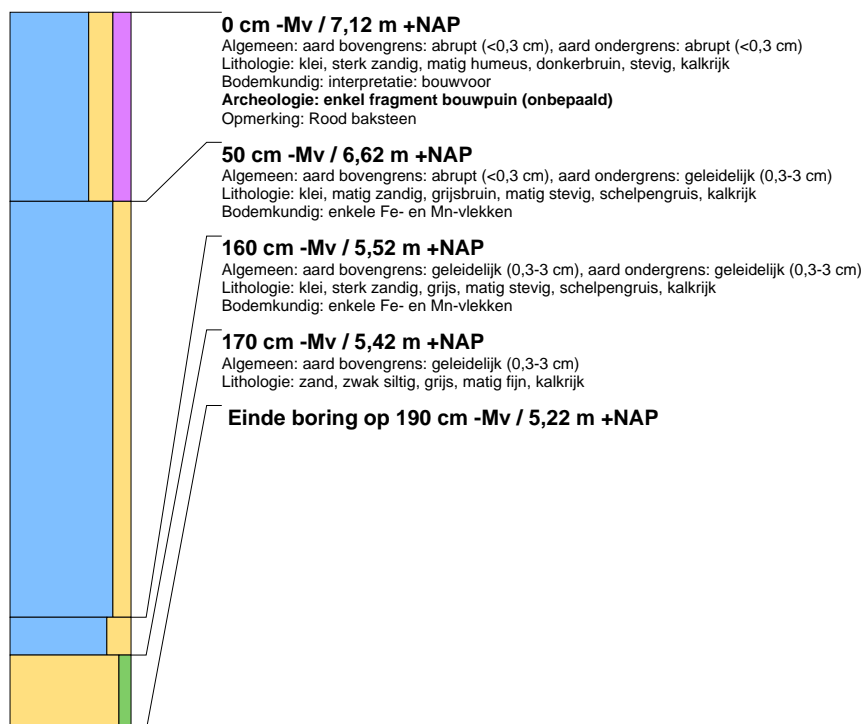 0 cm -Mv / 7,12 m +NAP
Algemeen: aard bovengrens: abrupt (<0,3 cm), aard ondergrens: abrupt (<0,3 cm)
Lithologie: klei, sterk zandig, matig humeus, donkerbruin, stevig, kalkrijk
Bodemkundig: interpretatie: bouwvoor
Archeologie: enkel fragment bouwpuin (onbepaald)
Opmerking: Rood baksteen
50 cm -Mv / 6,62 m +NAP
Algemeen: aard bovengrens: abrupt (<0,3 cm), aard ondergrens: geleidelijk (0,3-3 cm)
Lithologie: klei, matig zandig, grijsbruin, matig stevig, schelpengruis, kalkrijk
Bodemkundig: enkele Fe- en Mn-vlekken
160 cm -Mv / 5,52 m +NAP
Algemeen: aard bovengrens: geleidelijk (0,3-3 cm), aard ondergrens: geleidelijk (0,3-3 cm)
Lithologie: klei, sterk zandig, grijs, matig stevig, schelpengruis, kalkrijk
Bodemkundig: enkele Fe- en Mn-vlekken
170 cm -Mv / 5,42 m +NAP
Algemeen: aard bovengrens: geleidelijk (0,3-3 cm)
Lithologie: zand, zwak siltig, grijs, matig fijn, kalkrijk
Einde boring op 190 cm -Mv / 5,22 m +NAP